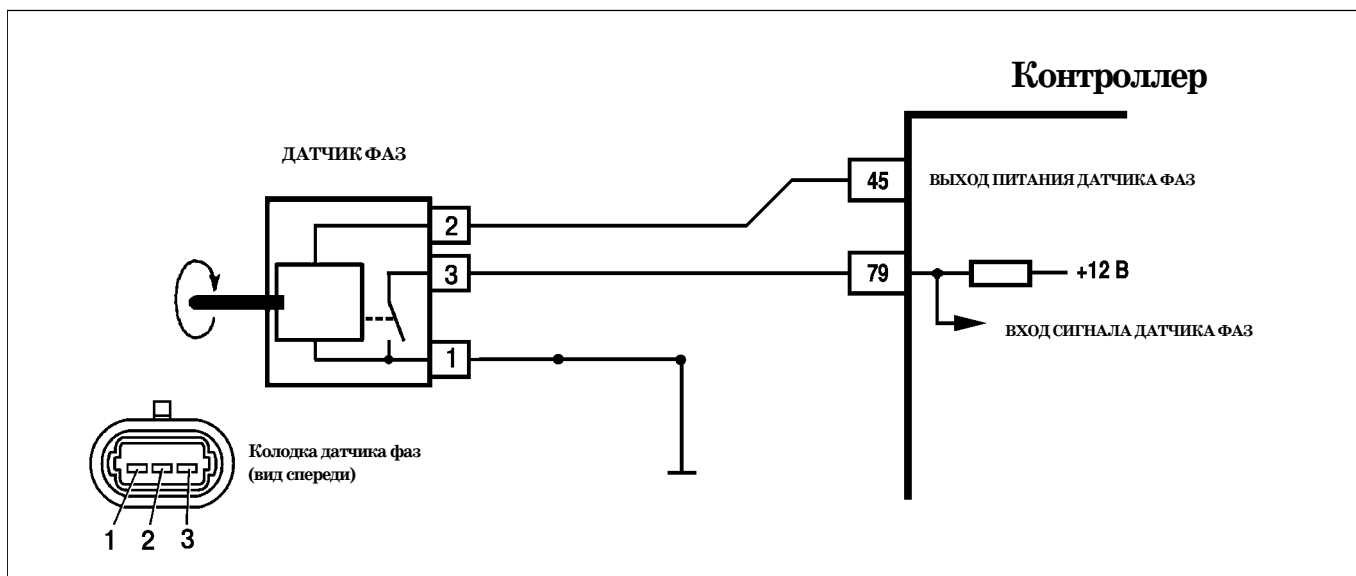 Контроллер
ДАТЧИК ФАЗ
45
ВЫХОД ПИТАНИЯ ДАТЧИКА ФАЗ
2
3
79
+12 В
ВХОД СИГНАЛА ДАТЧИКА ФАЗ
1
Колодка датчика фаз
(вид спереди)
1 2 3